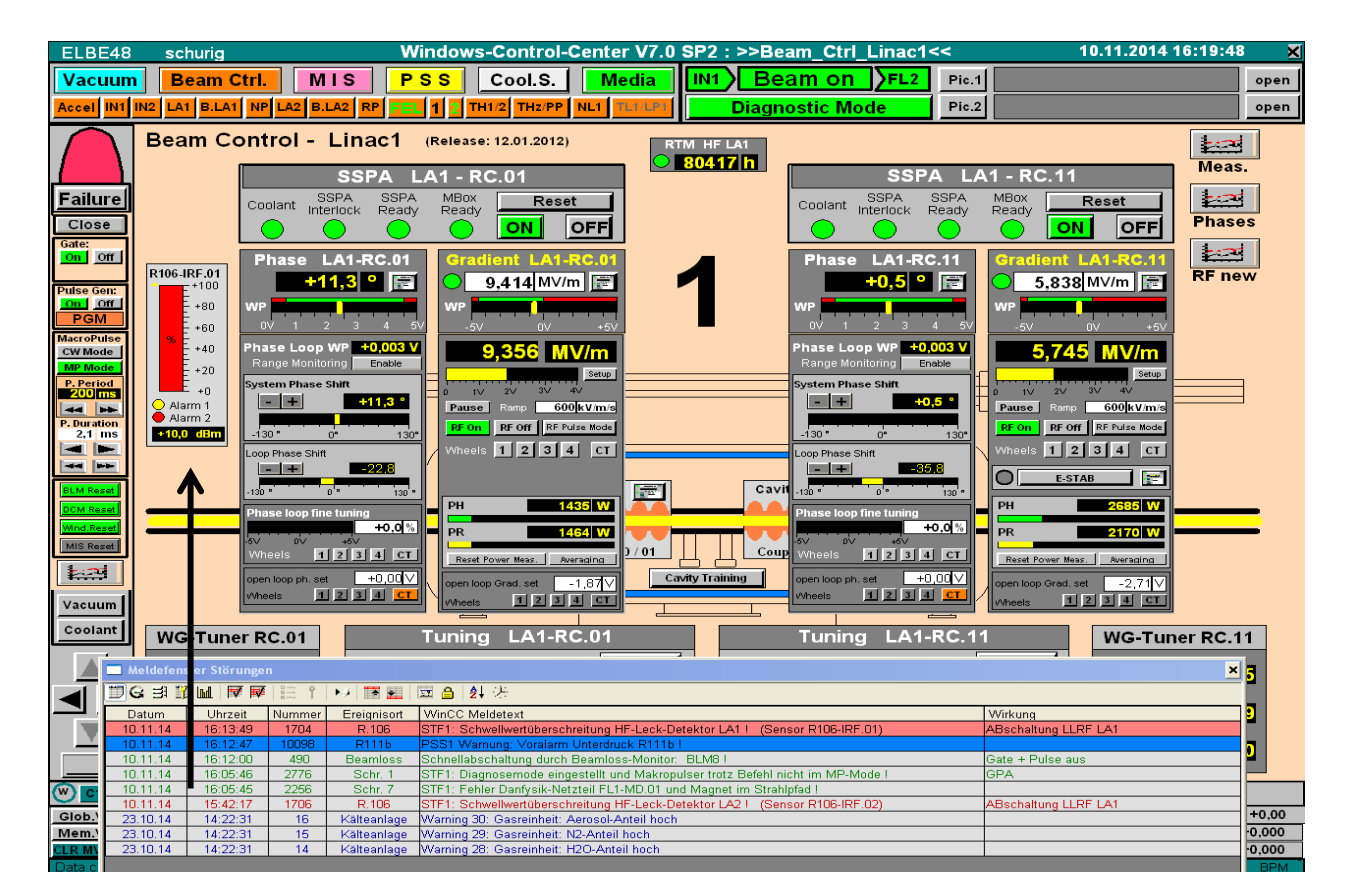 ELBE48 schurig Windows-Control-Center V7.0 SP2 : >>Beam_Ctrl_Linac1<< 10.11.2014 16:19:48
Vacuum Beam Ctrl. M I S P S S Cool.S. Media IN1 Beam on FL2 Pic.1 open
Accel IN1 IN2 LA1 B.LA1 NP LA2 B.LA2 RP FEL 1 2 TH1/2 THz/PP NL1 TL1 LP1 Diagnostic Mode Pic.2 open
Beam Control - Linac1 (Release: 12.01.2012)
RTM HF LA1
80417 h
Meas.
Phases
RF new
Failure
Close
Gate:
On Off
Pulse Gen:
On Off
PGM
MacroPulse
CW Mode
MP Mode
P. Period
200 ms
P. Duration
2,1 ms
BLM Reset
DCM Reset
Wind.Reset
MIS Reset
Vacuum
Coolant
R106-IRF.01
+100
+80
+60
%
+40
+20
+0
Alarm 1
Alarm 2
+10,0 dBm
SSPA LA1 - RC.01
Coolant SSPA Interlock SSPA Ready MBox Ready Reset
ON OFF
Phase LA1-RC.01
+11,3 °
WP
0V 1 2 3 4 5V
Phase Loop WP +0,003 V
Range Monitoring Enable
System Phase Shift
- + +11,3 °
-130 ° 0° 130°
Loop Phase Shift
- + -22,8
-130 ° 0 ° 130 °
Phase loop fine tuning
+0,0 %
-5V 0V +5V
Wheels 1 2 3 4 CT
open loop ph. set +0,00 V
Wheels 1 2 3 4 CT
Gradient LA1-RC.01
9,414 MV/m
WP
-5V 0V +5V
9,356 MV/m
Setup
0 1V 2V 3V 4V
Pause Ramp 600 kV/m/s
RF On RF Off RF Pulse Mode
Wheels 1 2 3 4 CT
PH 1435 W
PR 1464 W
Reset Power Meas. Averaging
open loop Grad. set -1,87 V
Wheels 1 2 3 4 CT
1
/ 01
Cavit
Coup
Cavity Training
SSPA LA1 - RC.11
Coolant SSPA Interlock SSPA Ready MBox Ready Reset
ON OFF
Phase LA1-RC.11
+0,5 °
WP
0V 1 2 3 4 5V
Phase Loop WP +0,003 V
Range Monitoring Enable
System Phase Shift
- + +0,5 °
-130 ° 0° 130°
Loop Phase Shift
- + -35,8
-130 ° 0 ° 130 °
Phase loop fine tuning
+0,0 %
-5V 0V +5V
Wheels 1 2 3 4 CT
open loop ph. set +0,00 V
Wheels 1 2 3 4 CT
Gradient LA1-RC.11
5,838 MV/m
WP
-5V 0V +5V
5,745 MV/m
Setup
0 1V 2V 3V 4V
Pause Ramp 600 kV/m/s
RF On RF Off RF Pulse Mode
Wheels 1 2 3 4 CT
E-STAB
PH 2685 W
PR 2170 W
Reset Power Meas. Averaging
open loop Grad. set -2,71 V
Wheels 1 2 3 4 CT
WG-Tuner RC.01 Tuning LA1-RC.01 Tuning LA1-RC.11 WG-Tuner RC.11
Meldefenster Störungen
Datum Uhrzeit Nummer Ereignisort WinCC Meldetext Wirkung
10.11.14 16:13:49 1704 R.106 STF1: Schwellwertüberschreitung HF-Leck-Detektor LA1 ! (Sensor R106-IRF.01) ABschaltung LLRF LA1
10.11.14 16:12:47 10098 R111b PSS1 Warnung: Voralarm Unterdruck R111b !
10.11.14 16:12:00 490 Beamloss Schnellabschaltung durch Beamloss-Monitor: BLM8 ! Gate + Pulse aus
10.11.14 16:05:46 2776 Schr. 1 STF1: Diagnosemode eingestellt und Makropulser trotz Befehl nicht im MP-Mode ! GPA
10.11.14 16:05:45 2256 Schr. 7 STF1: Fehler Danfysik-Netzteil FL1-MD.01 und Magnet im Strahlpfad !
10.11.14 15:42:17 1706 R.106 STF1: Schwellwertüberschreitung HF-Leck-Detektor LA2 ! (Sensor R106-IRF.02) ABschaltung LLRF LA1
23.10.14 14:22:31 16 Kälteanlage Warning 30: Gasreinheit: Aerosol-Anteil hoch
23.10.14 14:22:31 15 Kälteanlage Warning 29: Gasreinheit: N2-Anteil hoch
23.10.14 14:22:31 14 Kälteanlage Warning 28: Gasreinheit: H2O-Anteil hoch
Glob. +0,00
Mem. 0,000
CLR M 0,000
Data c BPM